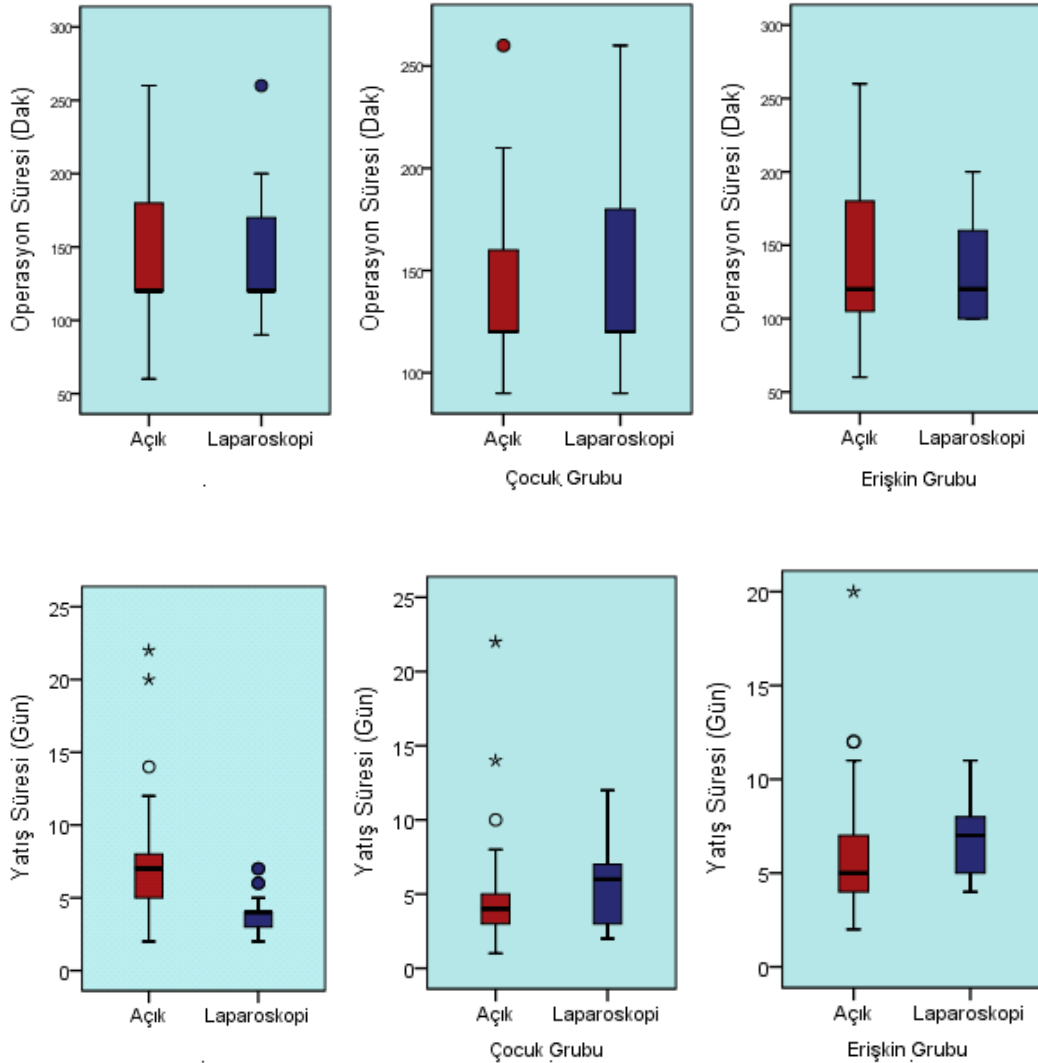 Operasyon Süresi (Dak)
300
250
200
150
100
50
Açık Laparoskopi
.
Operasyon Süresi (Dak)
250
200
150
100
Açık Laparoskopi
Çocuk Grubu
Operasyon Süresi (Dak)
300
250
200
150
100
50
Açık Laparoskopi
Erişkin Grubu
Yatış Süresi (Gün)
25
20
15
10
5
0
Açık Laparoskopi
Yatış Süresi (Gün)
25
20
15
10
5
0
Açık Laparoskopi
Çocuk Grubu
Yatış Süresi (Gün)
20
15
10
5
0
Açık Laparoskopi
Erişkin Grubu